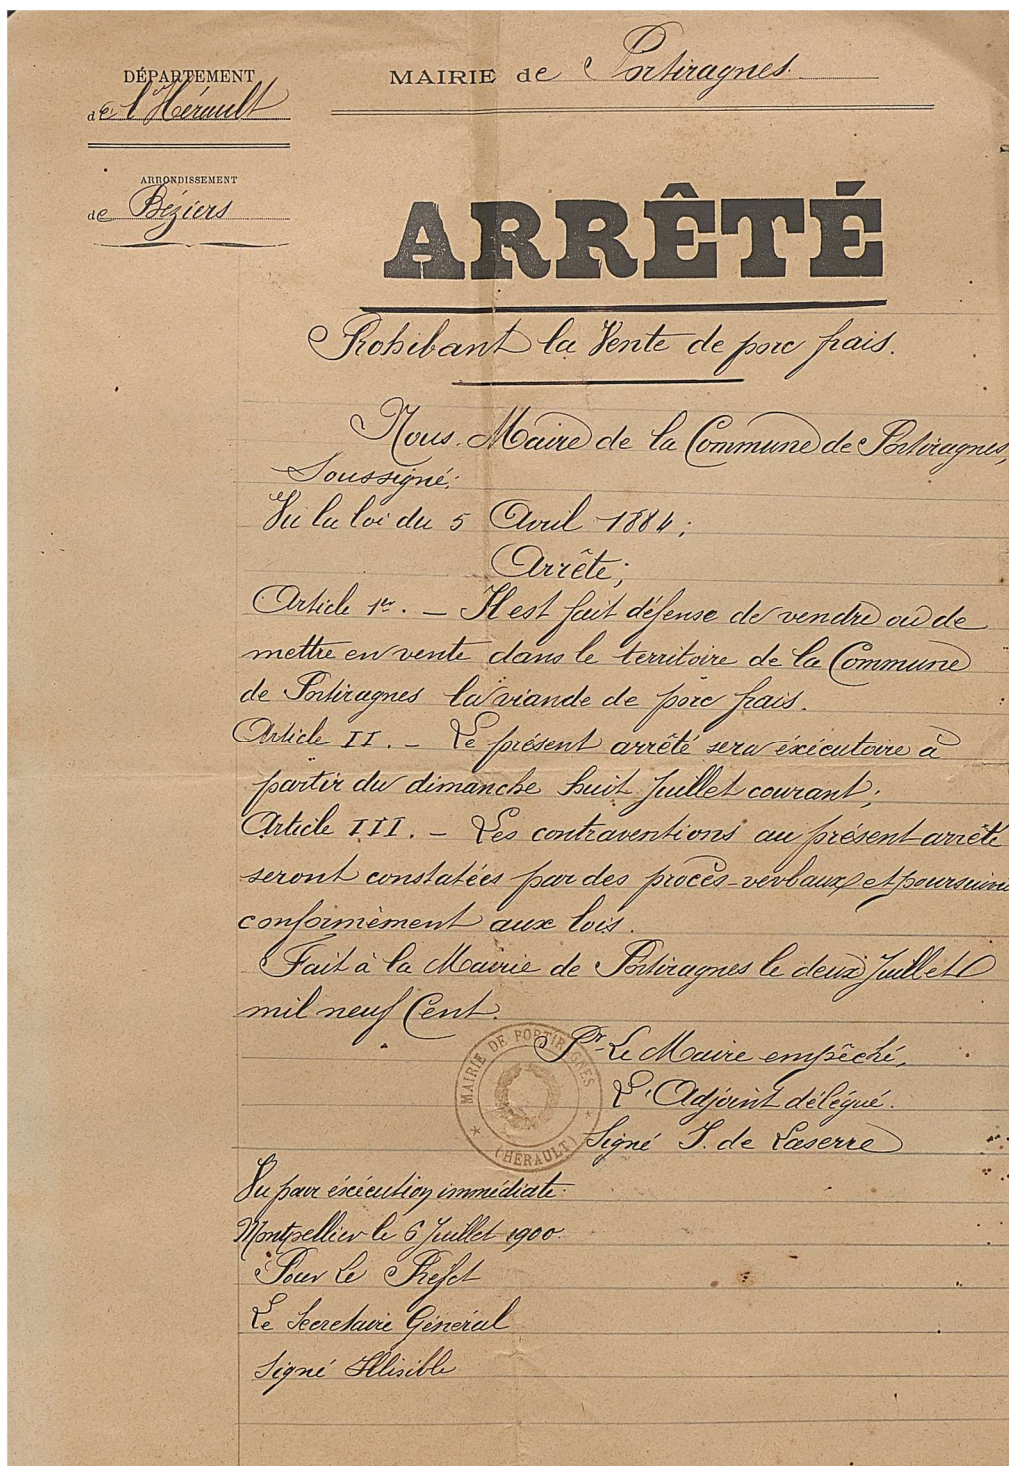 DÉPARTEMENT
de l'Hérault
MAIRIE de Portiragnes.
ARRONDISSEMENT
de Béziers
ARRÊTÉ
Prohibant la Vente de porc frais.
Nous. Maire de la Commune de Portiragnes,
Soussigné;
Vu la loi du 5 Avril 1884;
Arrête;
Article 1er. — Il est fait défense de vendre ou de
mettre en vente dans le territoire de la Commune
de Portiragnes la viande de porc frais.
Article II. — Le présent arrêté sera éxécutoire à
partir du dimanche huit Juillet courant;
Article III. — Les contraventions au présent arrêté
seront constatées par des procès-verbaux et poursuivi
conformèment aux lois.
Fait à la Mairie de Portiragnes le deux Juillet
mil neuf Cent.
Pr. Le Maire empêché,
L'Adjoint délégué.
Signé J. de Laserre
MAIRIE DE PORTIRAGNES
(HÉRAULT)
Vu pour éxécution immédiate.
Montpellier le 6 Juillet 1900.
Pour Le Préfet
Le Secretaire Général
Signé Illisible